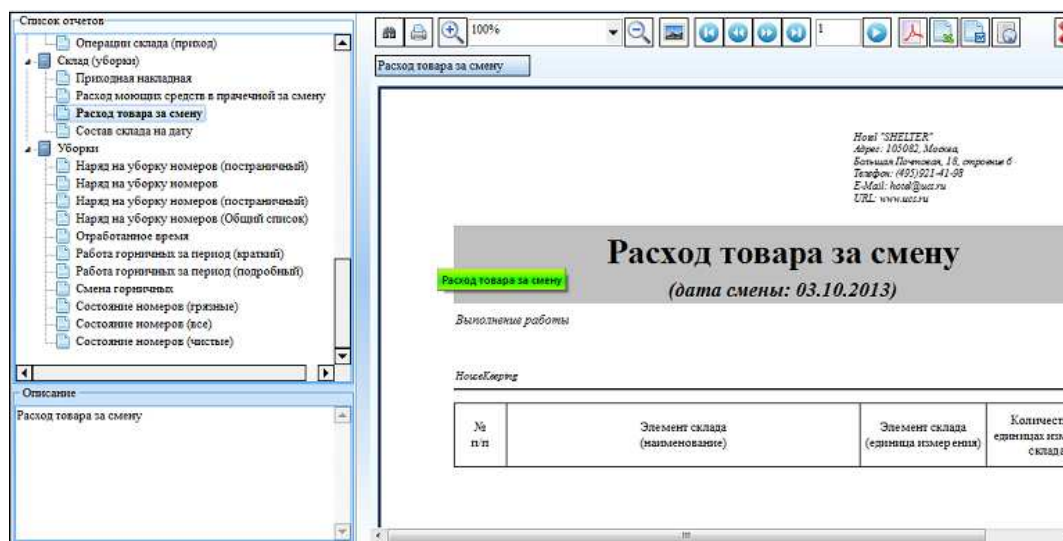 Список отчетов
Операции склада (приход)
Склад (уборки)
Приходная накладная
Расход моющих средств в прачечной за смену
Расход товара за смену
Состав склада на дату
Уборки
Наряд на уборку номеров (постраничный)
Наряд на уборку номеров
Наряд на уборку номеров (постраничный)
Наряд на уборку номеров (Общий список)
Отработанное время
Работа горничных за период (краткий)
Работа горничных за период (подробный)
Смена горничных
Состояние номеров (грязные)
Состояние номеров (все)
Состояние номеров (чистые)
Описание
Расход товара за смену
100%
1
Расход товара за смену
Hotel "SHELTER"
Адрес: 105082, Москва,
Большая Почтовая, 18, строение 6
Телефон: (495)921-41-98
E-Mail: hotel@ucs.ru
URL: www.ucs.ru
Расход товара за смену
Расход товара за смену
(дата смены: 03.10.2013)
Выполнение работы
HouseKeeping
№
п/п
Элемент склада
(наименование)
Элемент склада
(единица измерения)
Количест
единицах изм
склада